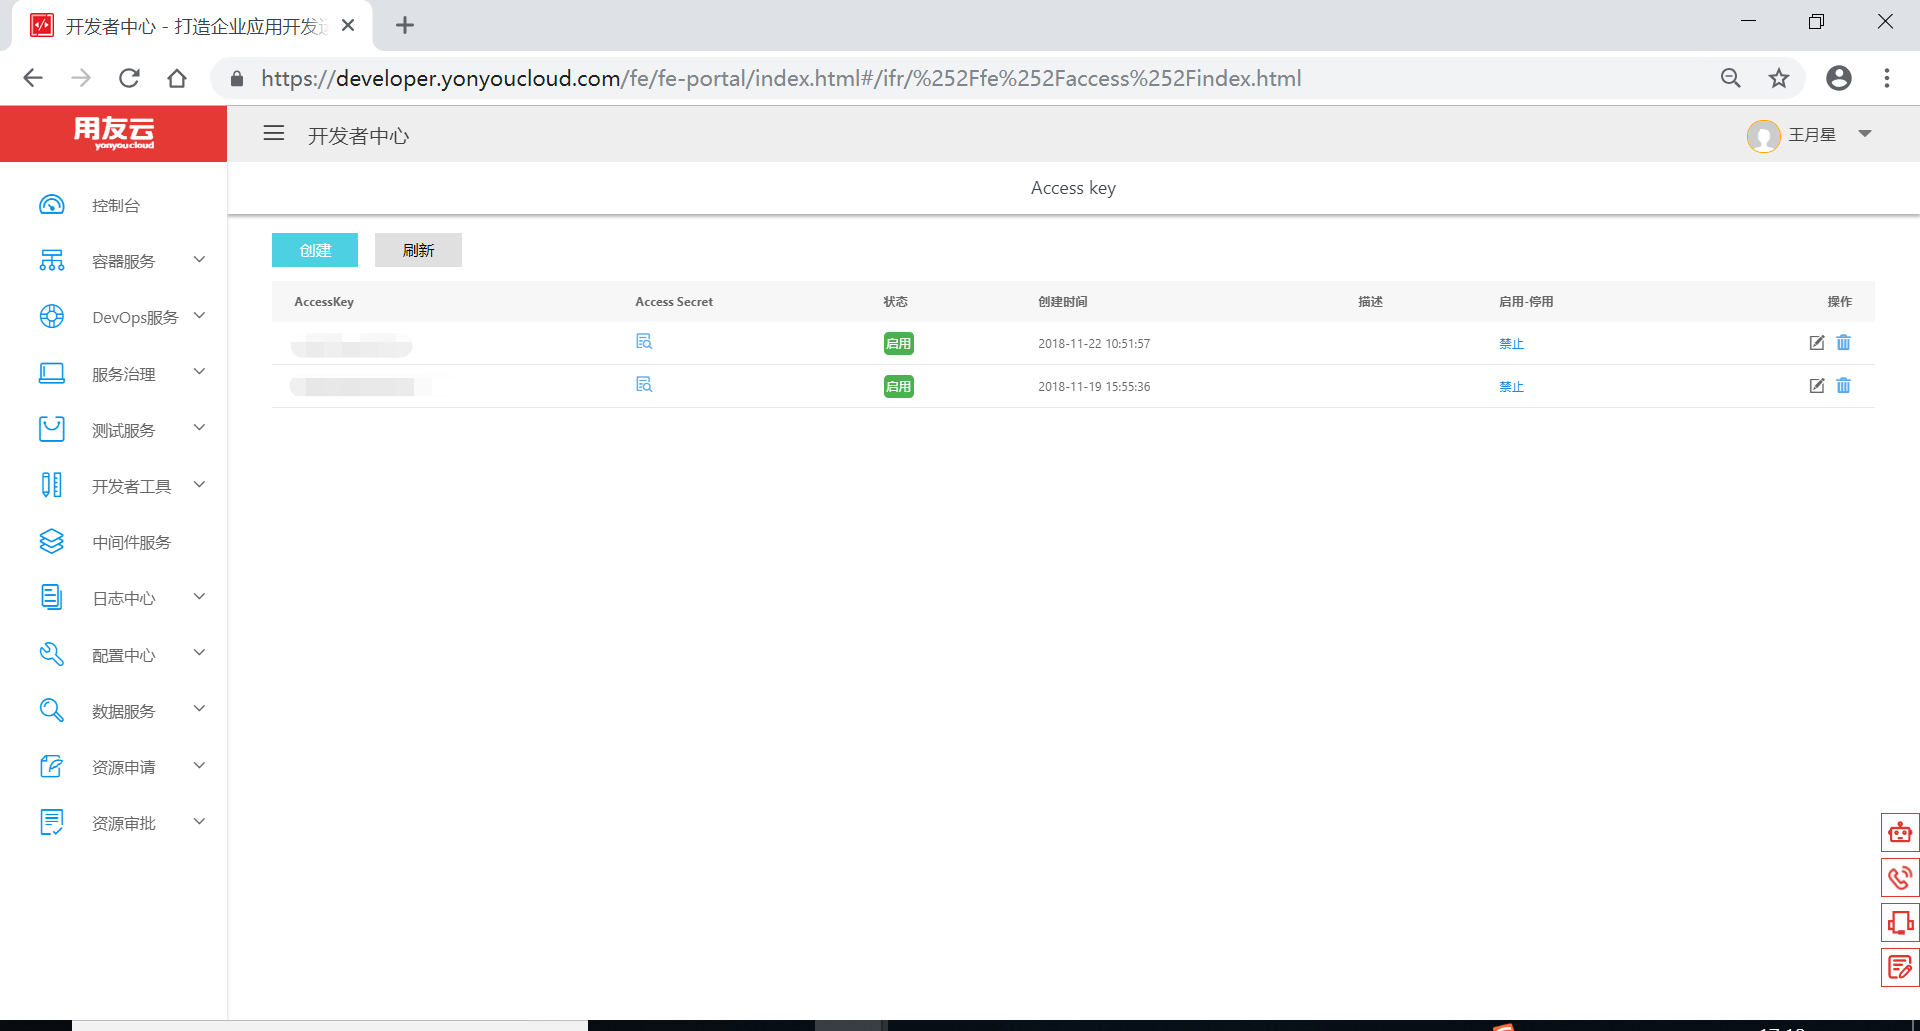 开发者中心 - 打造企业应用开发
https://developer.yonyoucloud.com/fe/fe-portal/index.html#/ifr/%252Ffe%252Faccess%252Findex.html
用友云
yonyoucloud
开发者中心
王月星
Access key
控制台
容器服务
DevOps服务
服务治理
测试服务
开发者工具
中间件服务
日志中心
配置中心
数据服务
资源申请
资源审批
创建 刷新
AccessKey Access Secret 状态 创建时间 描述 启用-停用 操作
启用 2018-11-22 10:51:57 禁止
启用 2018-11-19 15:55:36 禁止